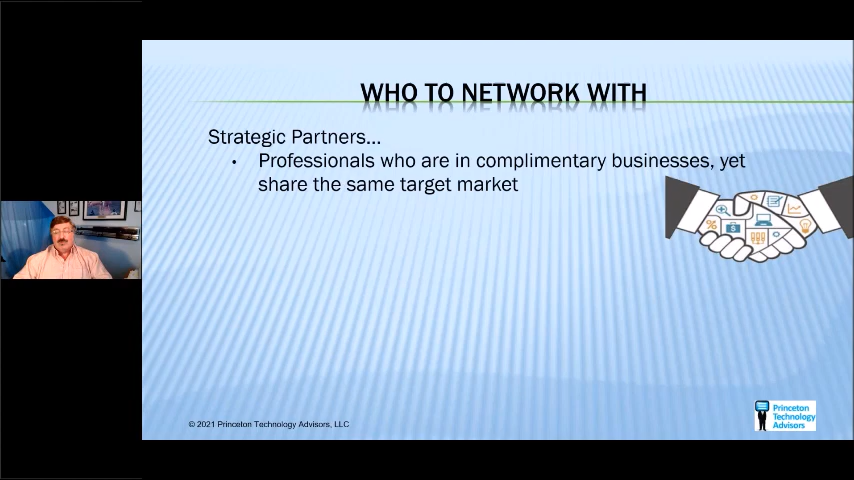 WHO TO NETWORK WITH
Strategic Partners...
• Professionals who are in complimentary businesses, yet
share the same target market
© 2021 Princeton Technology Advisors, LLC
Princeton
Technology
Advisors